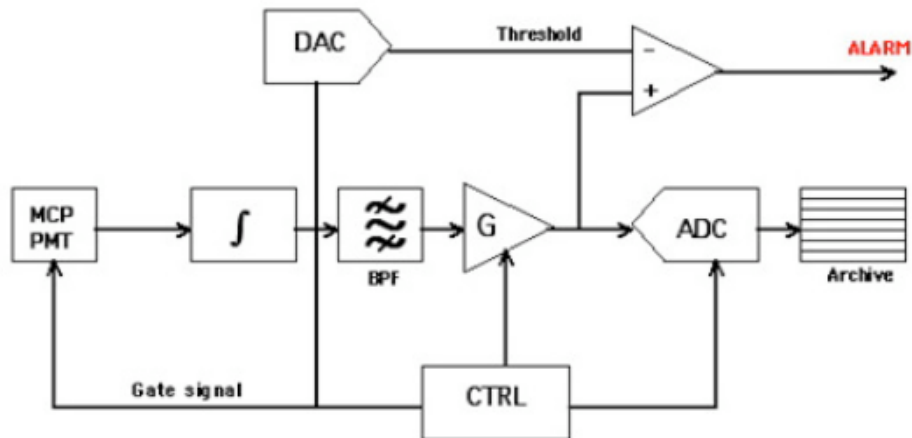 DAC
Threshold
ALARM
−
+
MCP
PMT
∫
BPF
G
ADC
Archive
Gate signal
CTRL